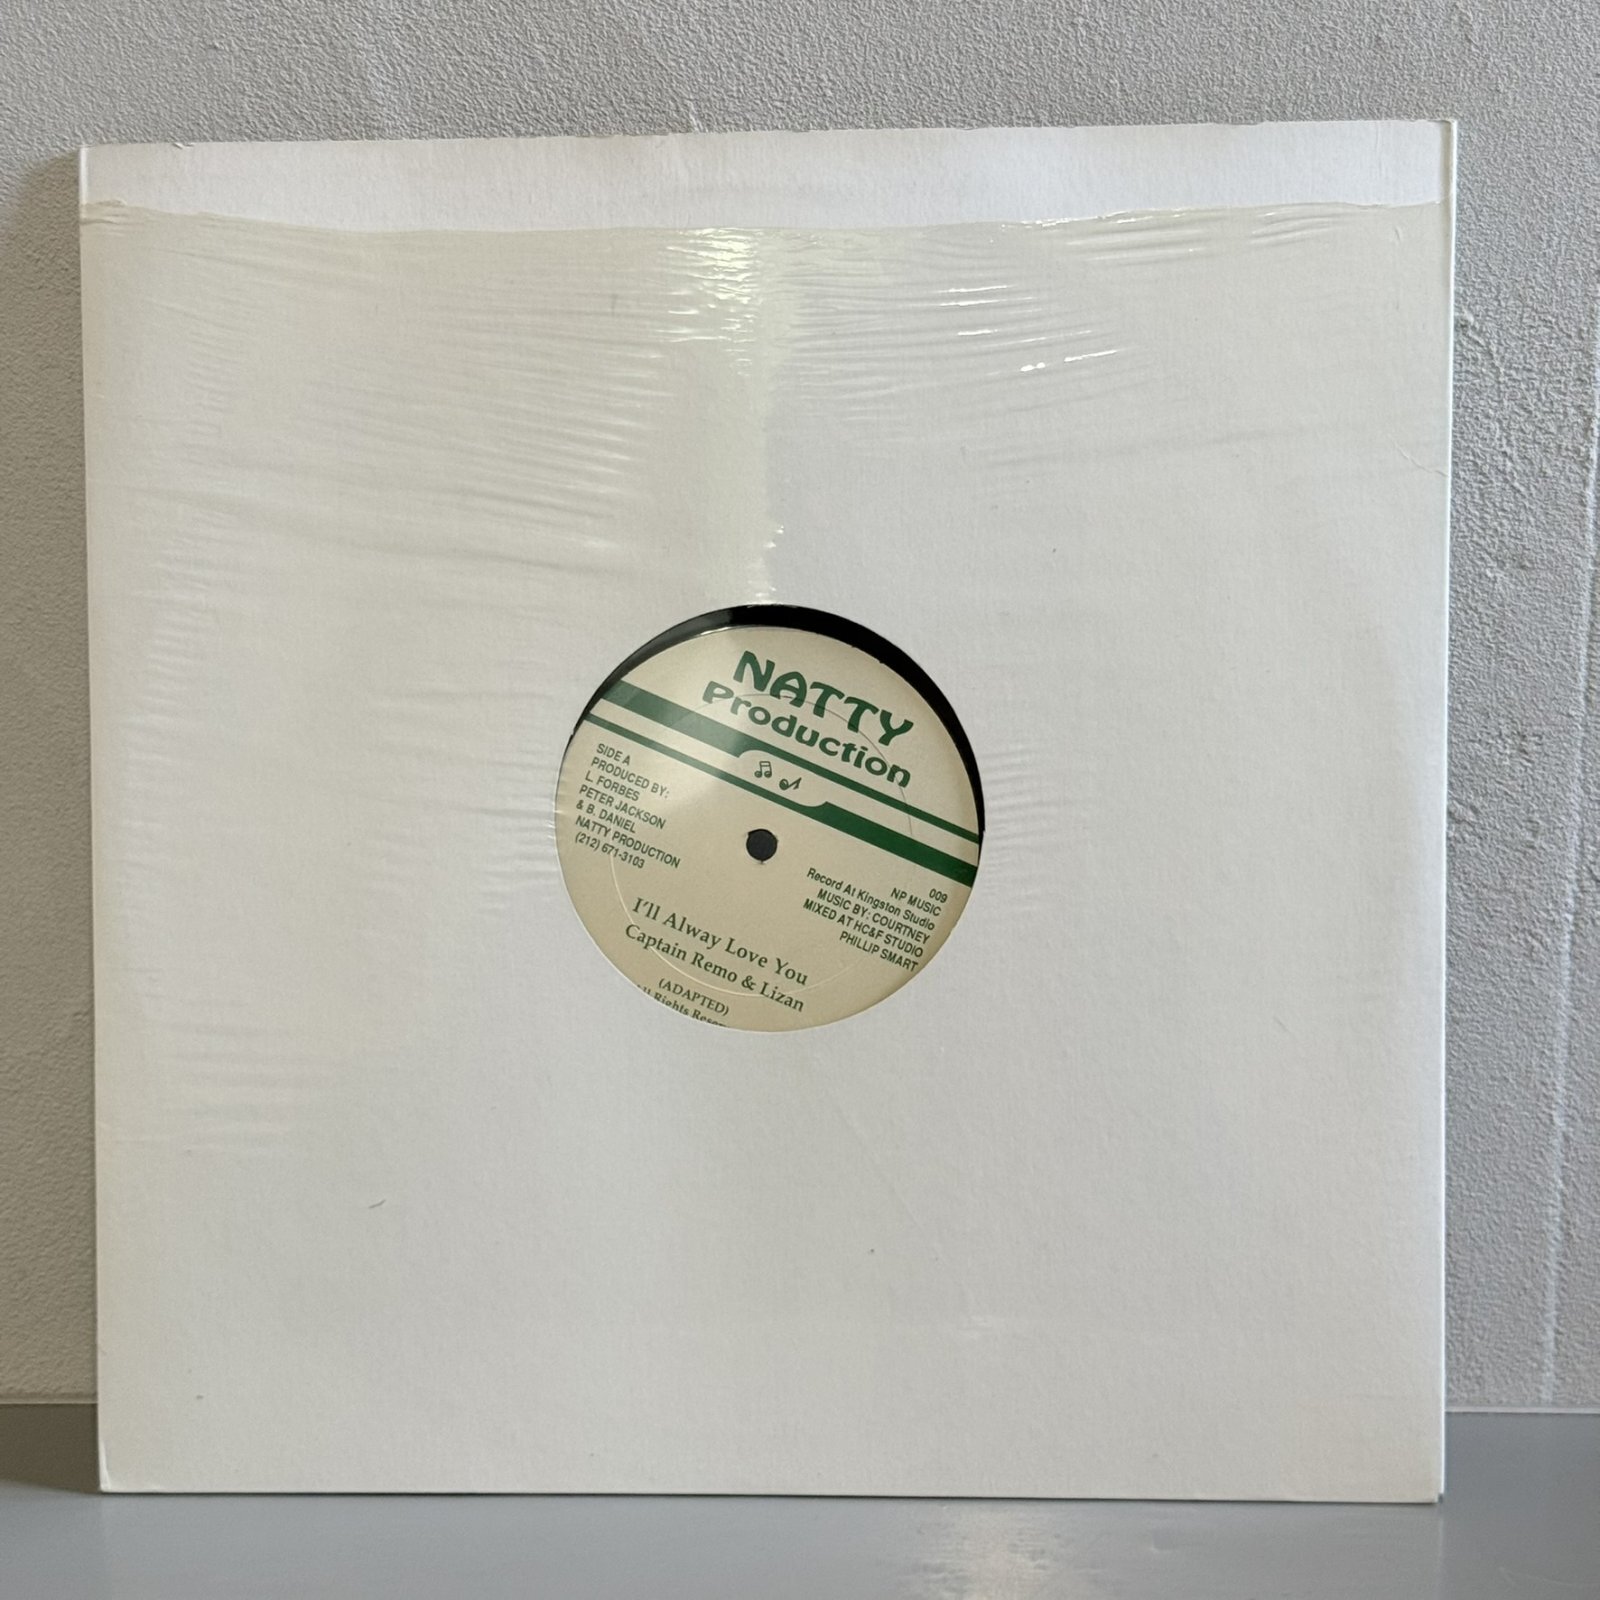 NATTY
Production
SIDE A
PRODUCED BY:
L. FORBES
PETER JACKSON
& B. DANIEL
NATTY PRODUCTION
(212) 671-3103
009
NP MUSIC
Record At Kingston Studio
MUSIC BY: COURTNEY
MIXED AT HC&F STUDIO
PHILLIP SMART
I'll Alway Love You
Captain Remo & Lizan
(ADAPTED)
Rights